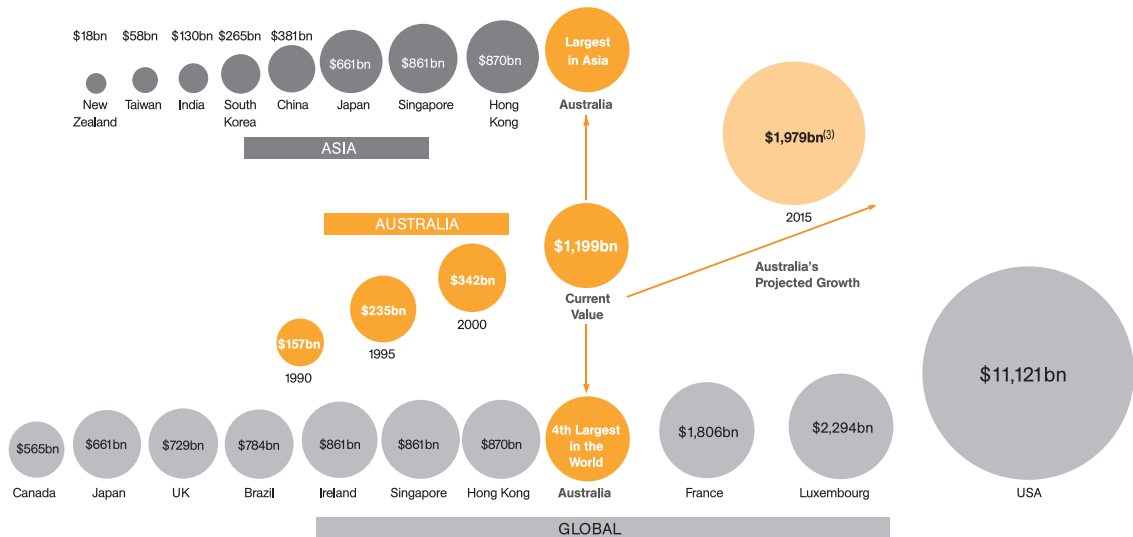 $18bn
$58bn
$130bn
$265bn
$381bn
$661bn
$861bn
$870bn
Largest
in Asia
New
Zealand
Taiwan
India
South
Korea
China
Japan
Singapore
Hong
Kong
Australia
ASIA
$1,979bn(3)
2015
AUSTRALIA
$157bn
1990
$235bn
1995
$342bn
2000
$1,199bn
Current
Value
Australia's
Projected Growth
$565bn
$661bn
$729bn
$784bn
$861bn
$861bn
$870bn
4th Largest
in the
World
$1,806bn
$2,294bn
$11,121bn
Canada
Japan
UK
Brazil
Ireland
Singapore
Hong Kong
Australia
France
Luxembourg
USA
GLOBAL